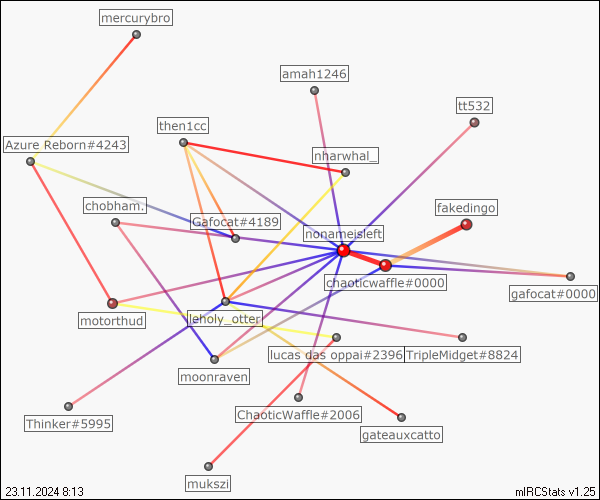 mercurybro
amah1246
tt532
then1cc
Azure Reborn#4243
nharwhal_
chobham.
Gafocat#4189
fakedingo
nonameisleft
chaoticwaffle#0000
gafocat#0000
motorthud
leholy_otter
lucas das oppai#2396
TripleMidget#8824
moonraven
ChaoticWaffle#2006
Thinker#5995
gateauxcatto
mukszi
23.11.2024 8:13
mIRCStats v1.25